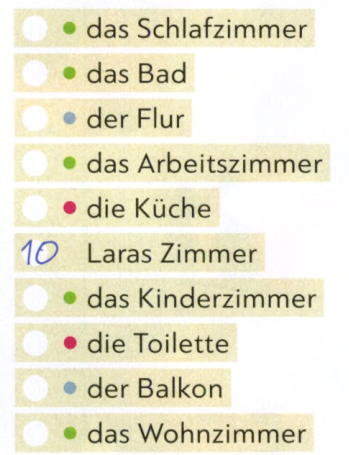 das Schlafzimmer
das Bad
der Flur
das Arbeitszimmer
die Küche
10 Laras Zimmer
das Kinderzimmer
die Toilette
der Balkon
das Wohnzimmer